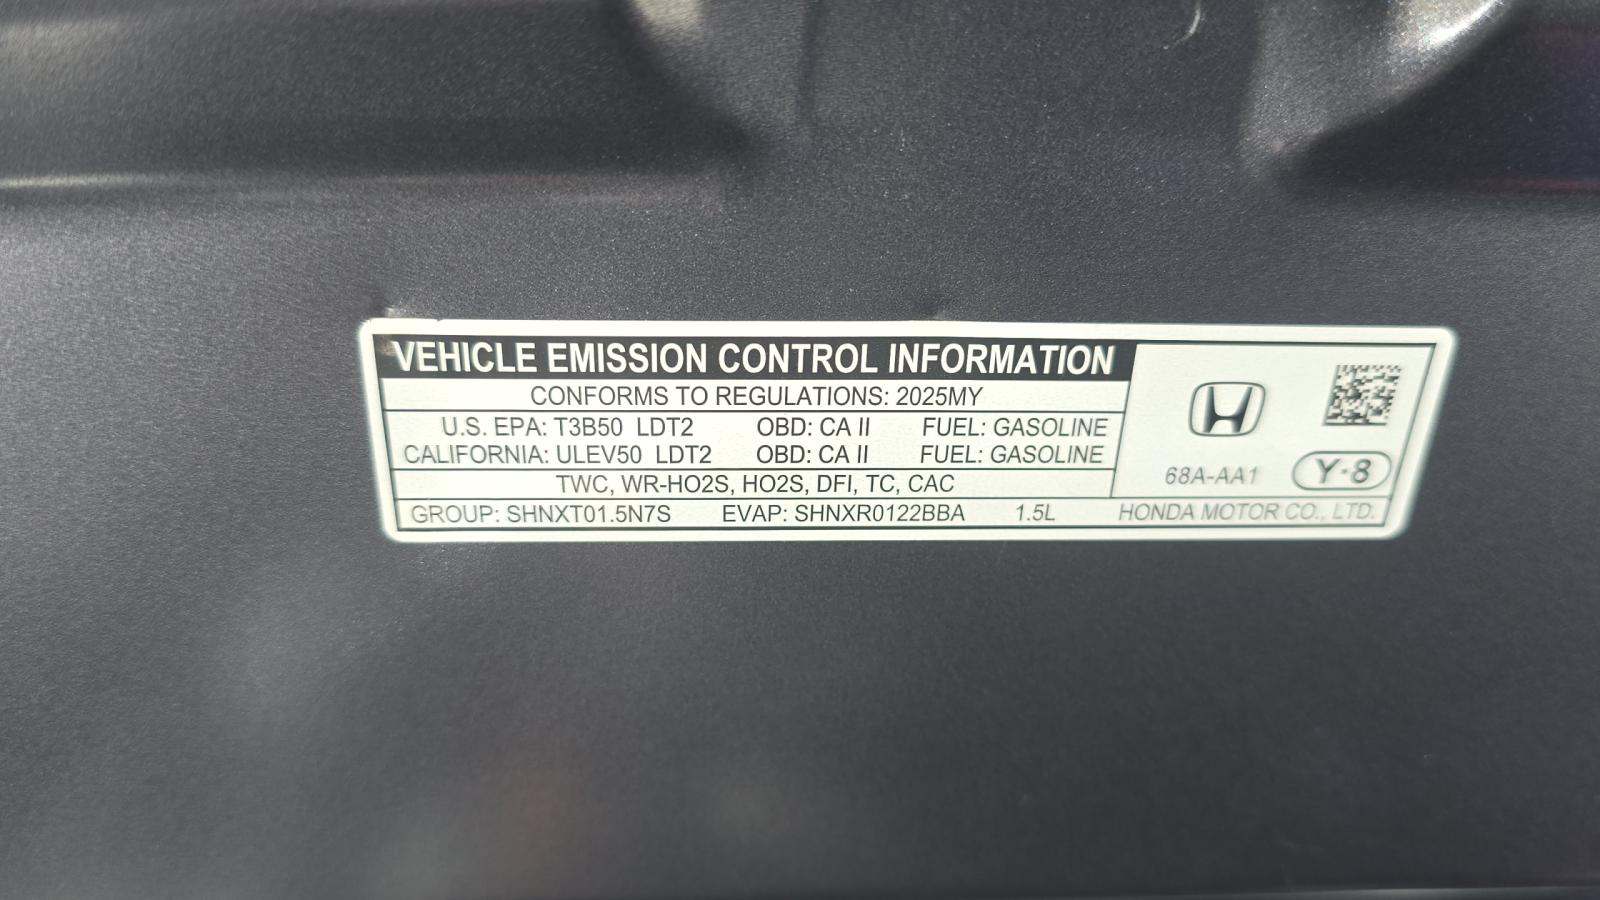 VEHICLE EMISSION CONTROL INFORMATION
CONFORMS TO REGULATIONS: 2025MY
U.S. EPA: T3B50 LDT2 OBD: CA II FUEL: GASOLINE
CALIFORNIA: ULEV50 LDT2 OBD: CA II FUEL: GASOLINE
TWC, WR-HO2S, HO2S, DFI, TC, CAC
GROUP: SHNXT01.5N7S EVAP: SHNXR0122BBA 1.5L
68A-AA1 Y-8
HONDA MOTOR CO., LTD.